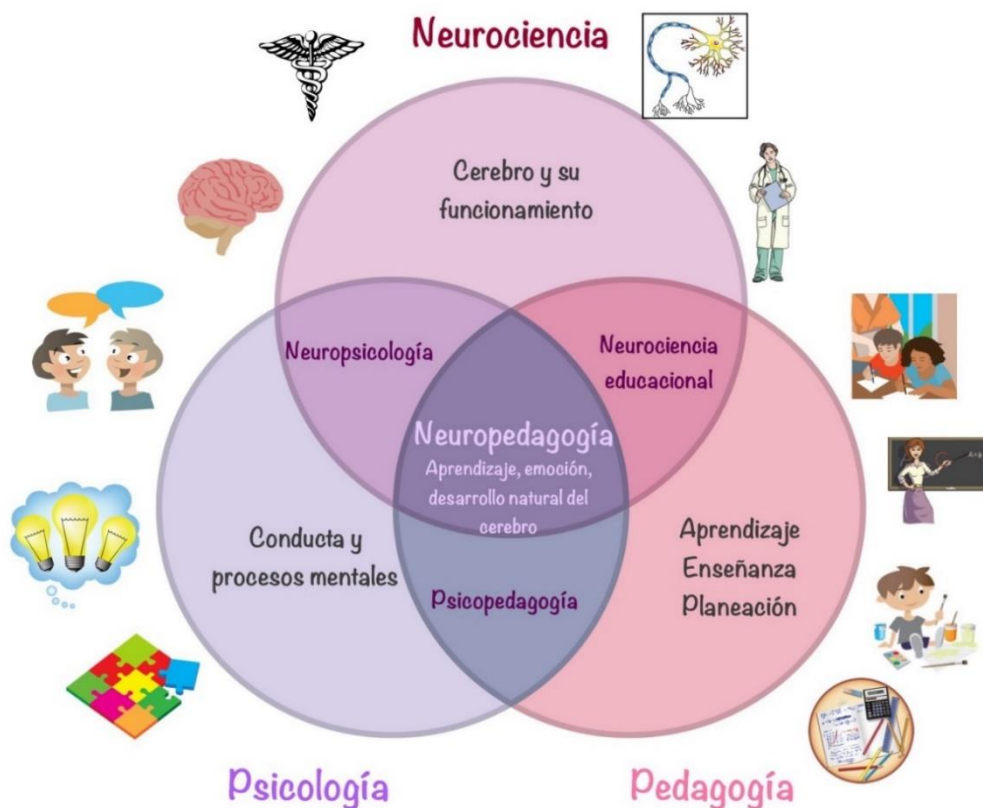 Neurociencia
Cerebro y su
funcionamiento
Neuropsicología
Neurociencia
educacional
Neuropedagogía
Aprendizaje, emoción,
desarrollo natural del
cerebro
Conducta y
procesos mentales
Aprendizaje
Enseñanza
Planeación
Psicopedagogía
Psicología
Pedagogía